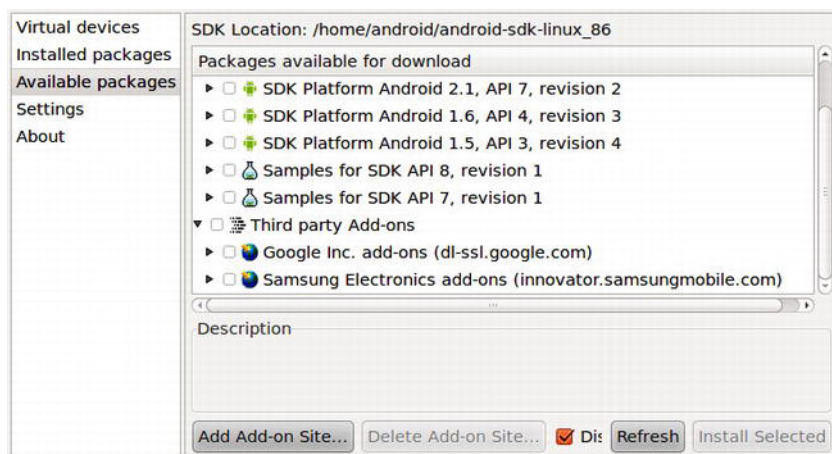 Virtual devices
Installed packages
Available packages
Settings
About
SDK Location: /home/android/android-sdk-linux_86
Packages available for download
SDK Platform Android 2.1, API 7, revision 2
SDK Platform Android 1.6, API 4, revision 3
SDK Platform Android 1.5, API 3, revision 4
Samples for SDK API 8, revision 1
Samples for SDK API 7, revision 1
Third party Add-ons
Google Inc. add-ons (dl-ssl.google.com)
Samsung Electronics add-ons (innovator.samsungmobile.com)
Description
Add Add-on Site... Delete Add-on Site... Dis Refresh Install Selected